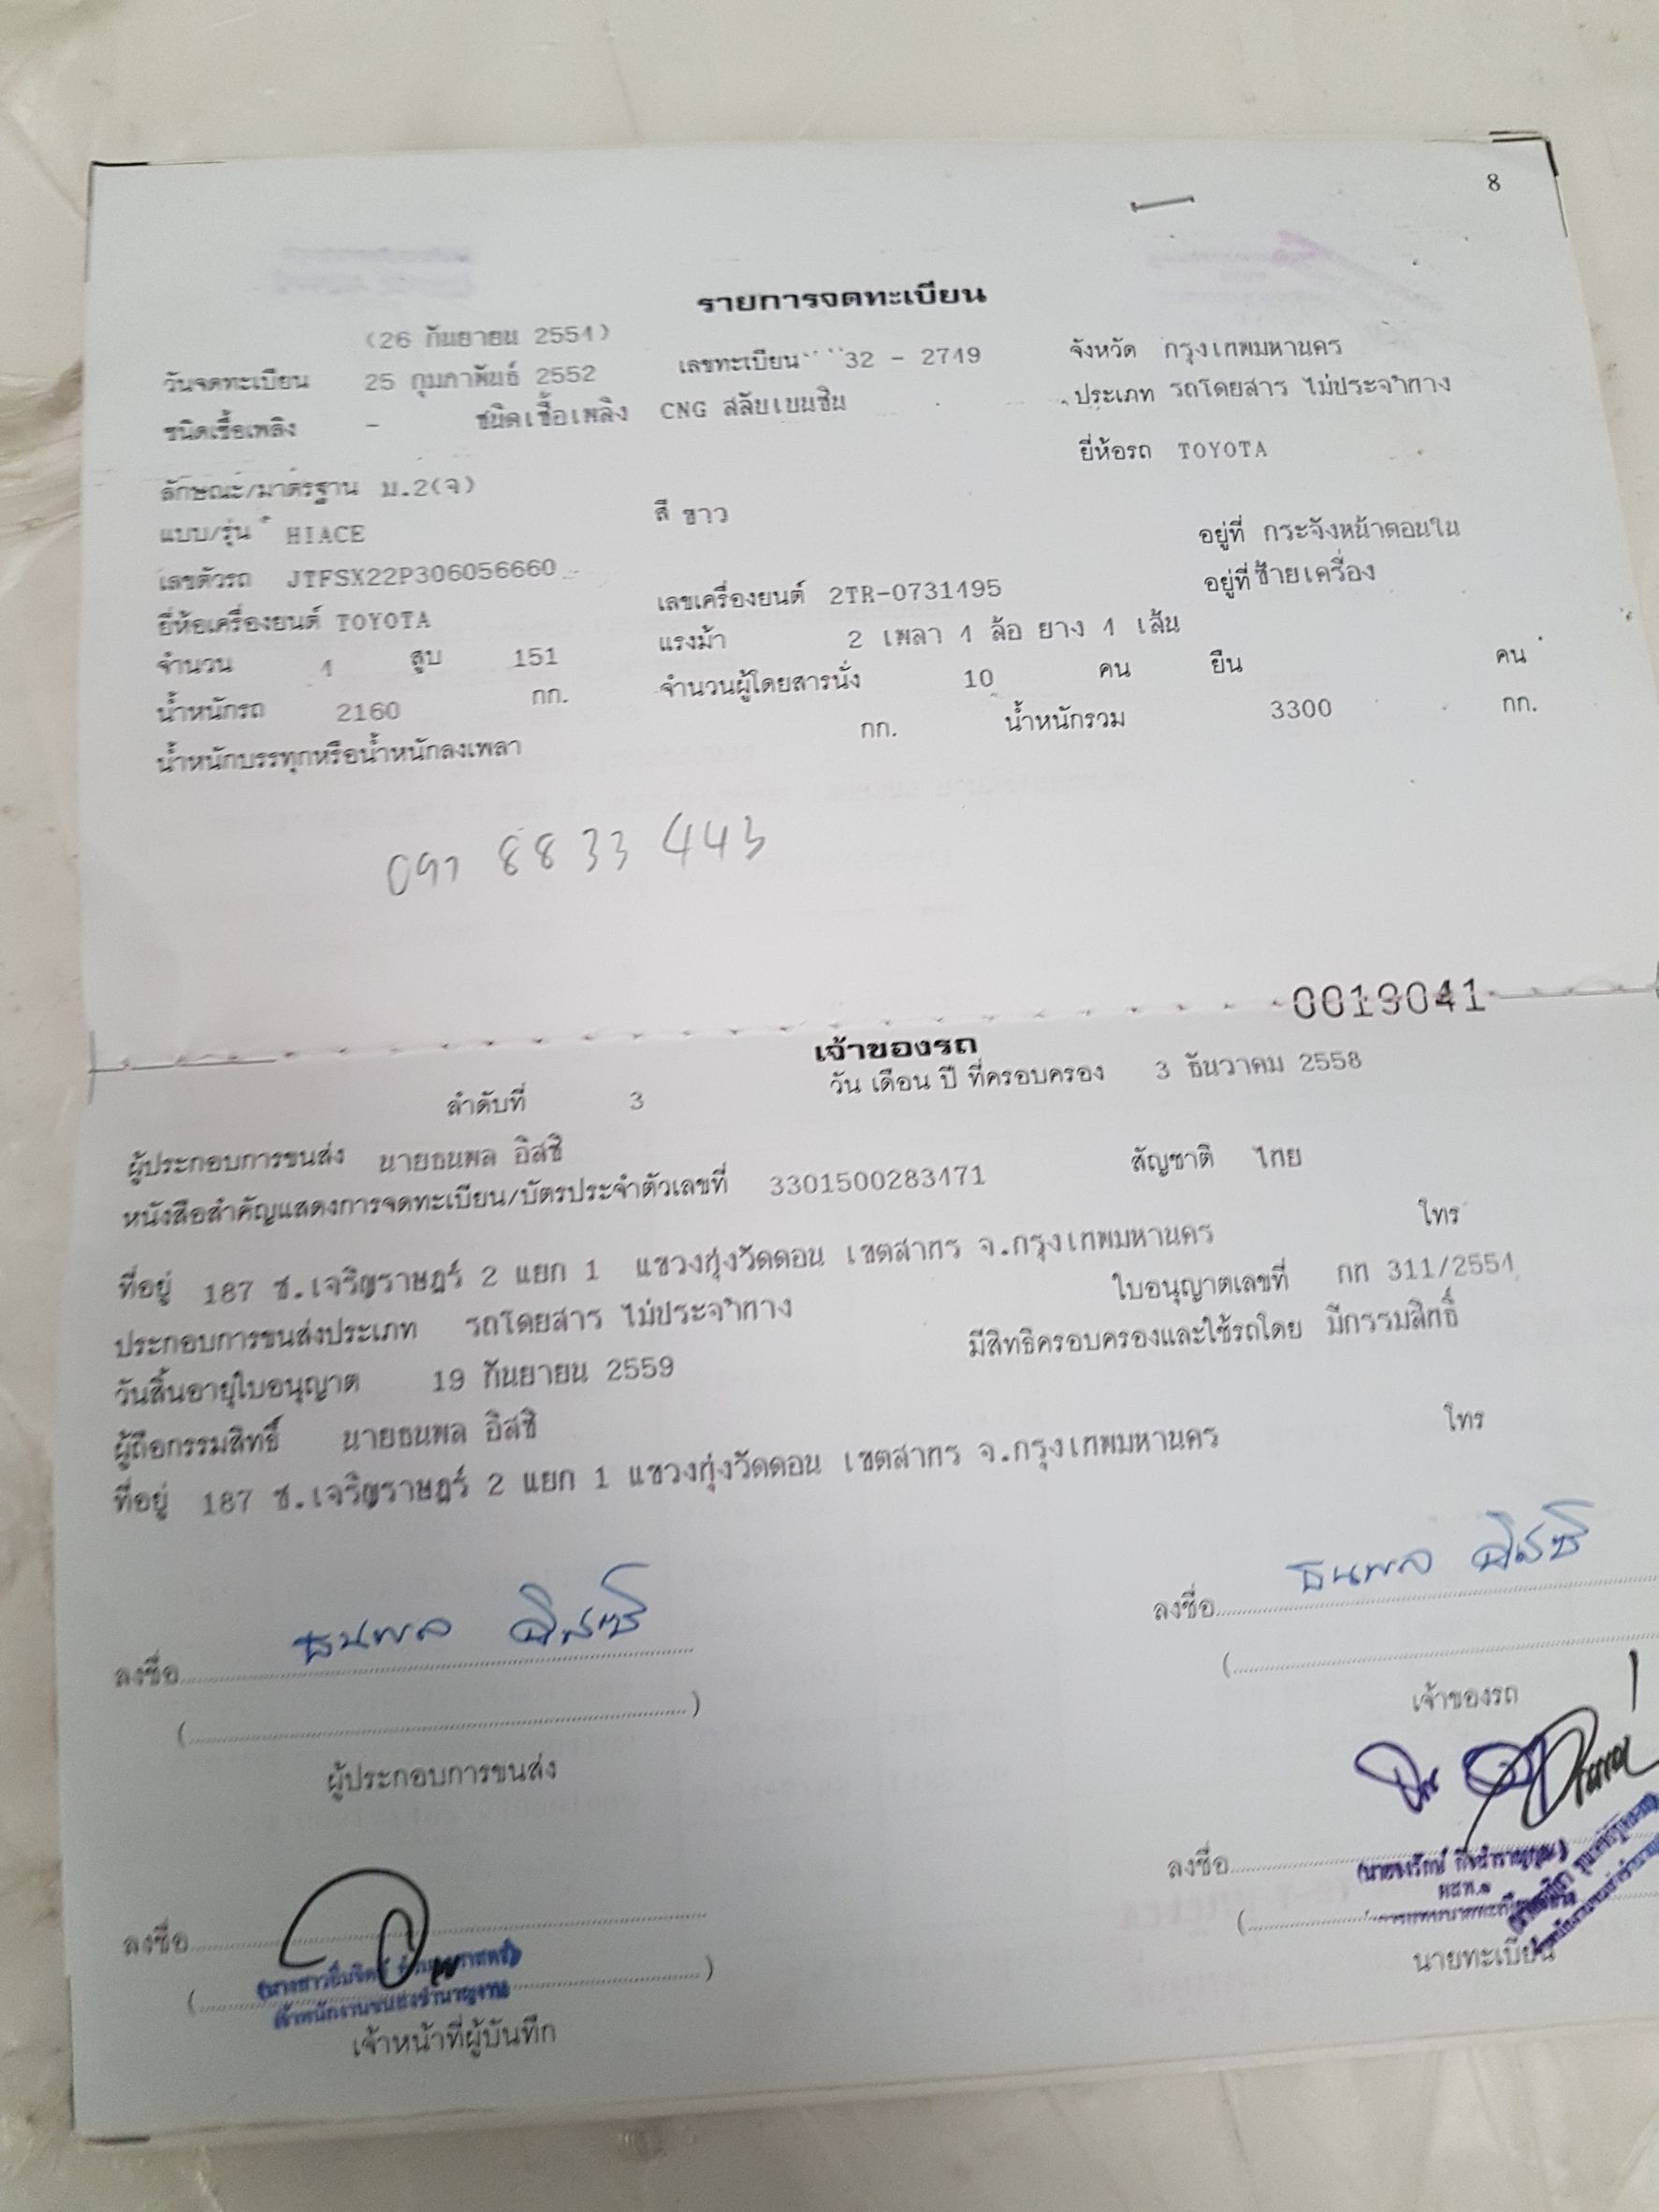 8
รายการจดทะเบียน
(26 กันยายน 2551)
วันจดทะเบียน 25 กุมภาพันธ์ 2552 เลขทะเบียน 32 - 2749 จังหวัด กรุงเทพมหานคร
ชนิดเชื้อเพลิง - ชนิดเชื้อเพลิง CNG สลับเบนซิน ประเภท รถโดยสาร ไม่ประจำทาง
ลักษณะ/มาตรฐาน ม.2(จ) ยี่ห้อรถ TOYOTA
แบบ/รุ่น HIACE สี ขาว
เลขตัวรถ JTFSX22P306056660 อยู่ที่ กระจังหน้าตอนใน
ยี่ห้อเครื่องยนต์ TOYOTA เลขเครื่องยนต์ 2TR-0731495 อยู่ที่ ซ้ายเครื่อง
จำนวน 4 สูบ 151 แรงม้า 2 เพลา 4 ล้อ ยาง 4 เส้น
น้ำหนักรถ 2160 กก. จำนวนผู้โดยสารนั่ง 10 คน ยืน คน
น้ำหนักบรรทุกหรือน้ำหนักลงเพลา กก. น้ำหนักรวม 3300 กก.
091 8833 443
0019041
เจ้าของรถ
ลำดับที่ 3 วัน เดือน ปี ที่ครอบครอง 3 ธันวาคม 2558
ผู้ประกอบการขนส่ง นายธนพล อิสซิ
หนังสือสำคัญแสดงการจดทะเบียน/บัตรประจำตัวเลขที่ 3301500283471 สัญชาติ ไทย
ที่อยู่ 187 ซ.เจริญราษฎร์ 2 แยก 1 แขวงทุ่งวัดดอน เขตสาทร จ.กรุงเทพมหานคร โทร
ประกอบการขนส่งประเภท รถโดยสาร ไม่ประจำทาง ใบอนุญาตเลขที่ กท 311/2554
วันสิ้นอายุใบอนุญาต 19 กันยายน 2559 มีสิทธิครอบครองและใช้รถโดย มีกรรมสิทธิ์
ผู้ถือกรรมสิทธิ์ นายธนพล อิสซิ
ที่อยู่ 187 ซ.เจริญราษฎร์ 2 แยก 1 แขวงทุ่งวัดดอน เขตสาทร จ.กรุงเทพมหานคร โทร
ลงชื่อ ธนพล อิสซิ ลงชื่อ ธนพล อิสซิ
ผู้ประกอบการขนส่ง เจ้าของรถ
ลงชื่อ ลงชื่อ
เจ้าพนักงานขนส่งชำนาญงาน
เจ้าหน้าที่ผู้บันทึก นายทะเบียน